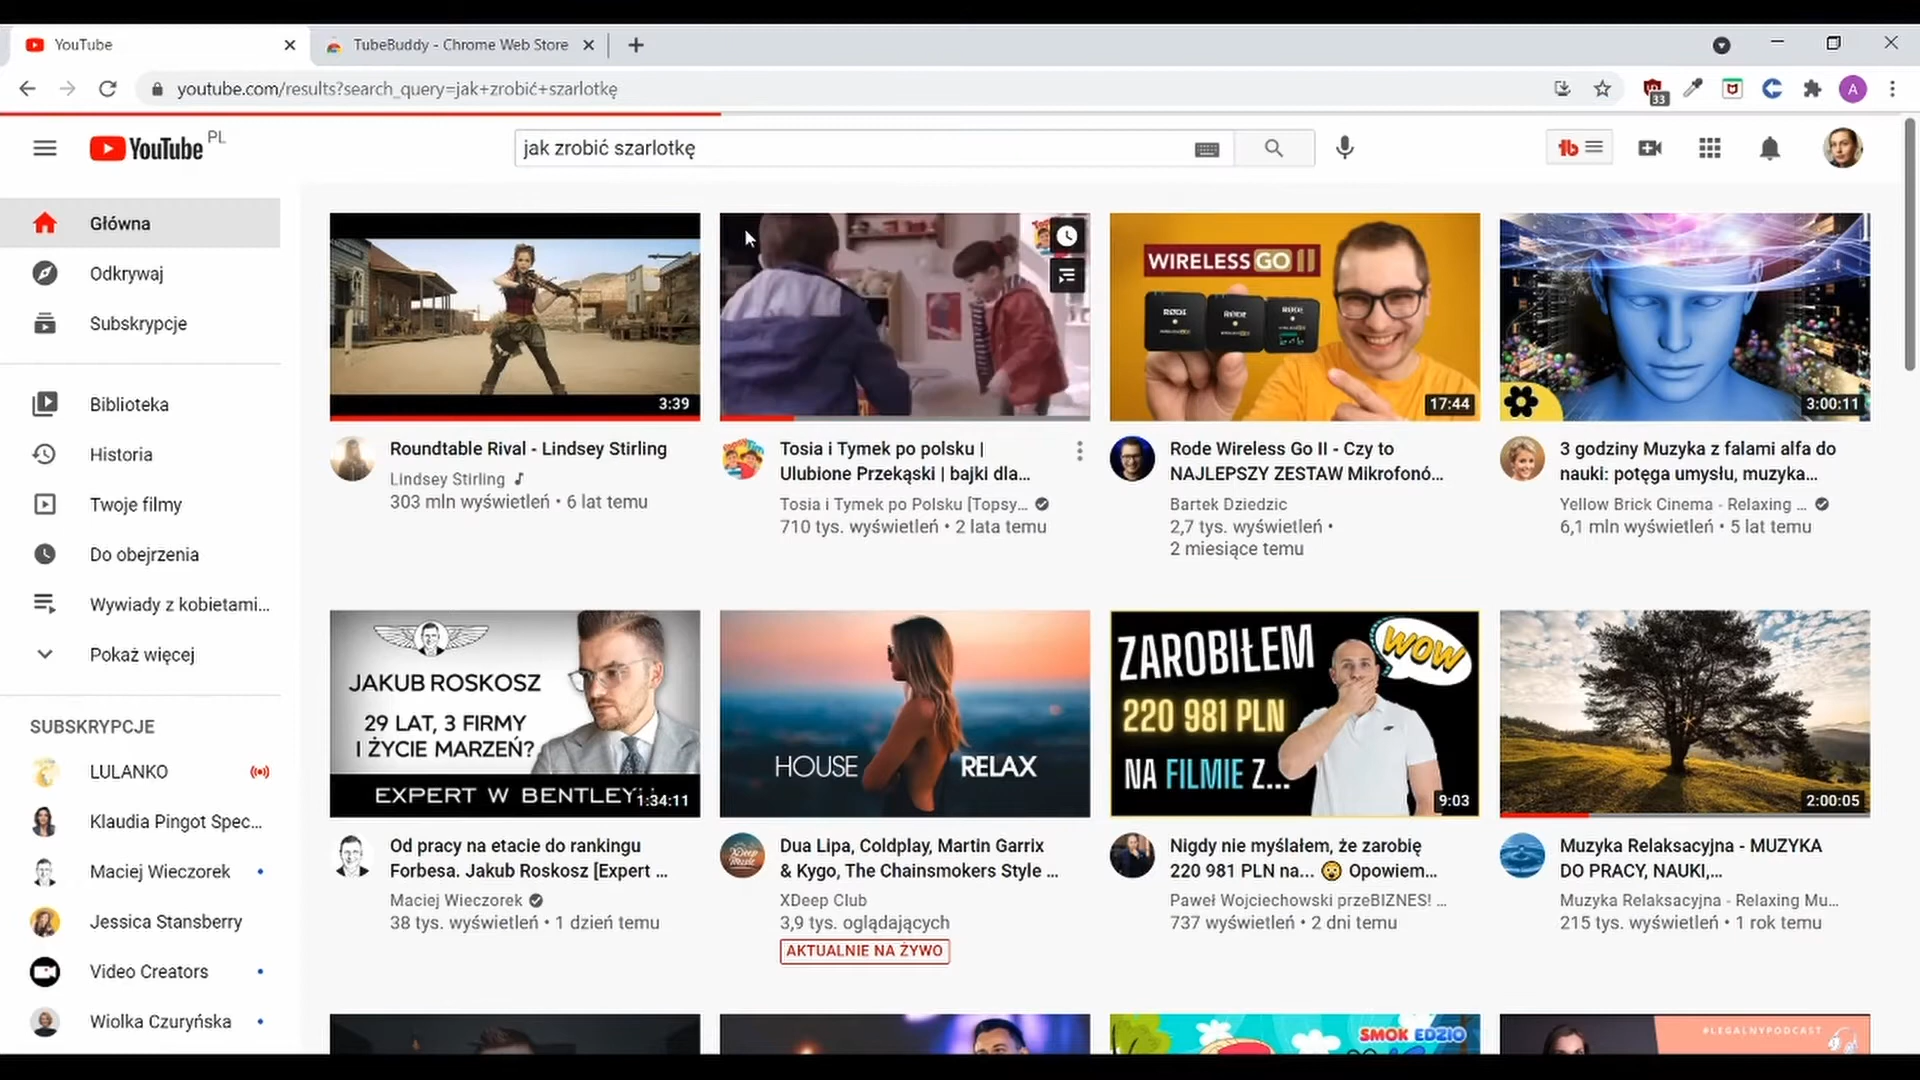 YouTube
TubeBuddy - Chrome Web Store
youtube.com/results?search_query=jak+zrobić+szarlotkę
33
A
YouTube PL
jak zrobić szarlotkę
Główna
Odkrywaj
Subskrypcje
Biblioteka
Historia
Twoje filmy
Do obejrzenia
Wywiady z kobietami...
Pokaż więcej
SUBSKRYPCJE
LULANKO
Klaudia Pingot Spec...
Maciej Wieczorek
Jessica Stansberry
Video Creators
Wiolka Czuryńska
3:39
Roundtable Rival - Lindsey Stirling
Lindsey Stirling
303 mln wyświetleń • 6 lat temu
Tosia i Tymek po polsku |
Ulubione Przekąski | bajki dla...
Tosia i Tymek po Polsku [Topsy...
710 tys. wyświetleń • 2 lata temu
WIRELESS GO II
RØDE
RØDE
RØDE
17:44
Rode Wireless Go II - Czy to
NAJLEPSZY ZESTAW Mikrofonó...
Bartek Dziedzic
2,7 tys. wyświetleń •
2 miesiące temu
3:00:11
3 godziny Muzyka z falami alfa do
nauki: potęga umysłu, muzyka...
Yellow Brick Cinema - Relaxing ...
6,1 mln wyświetleń • 5 lat temu
JAKUB ROSKOSZ
29 LAT, 3 FIRMY
I ŻYCIE MARZEŃ?
EXPERT W BENTLEY
1:34:11
Od pracy na etacie do rankingu
Forbesa. Jakub Roskosz [Expert ...
Maciej Wieczorek
38 tys. wyświetleń • 1 dzień temu
HOUSE RELAX
Dua Lipa, Coldplay, Martin Garrix
& Kygo, The Chainsmokers Style ...
XDeep Club
3,9 tys. oglądających
AKTUALNIE NA ŻYWO
ZAROBIŁEM
WOW
220 981 PLN
NA FILMIE Z...
9:03
Nigdy nie myślałem, że zarobię
220 981 PLN na... 😲 Opowiem...
Paweł Wojciechowski przeBIZNES! ...
737 wyświetleń • 2 dni temu
2:00:05
Muzyka Relaksacyjna - MUZYKA
DO PRACY, NAUKI,...
Muzyka Relaksacyjna - Relaxing Mu...
215 tys. wyświetleń • 1 rok temu
SMOK EDZIO
#LEGALNYPODCAST